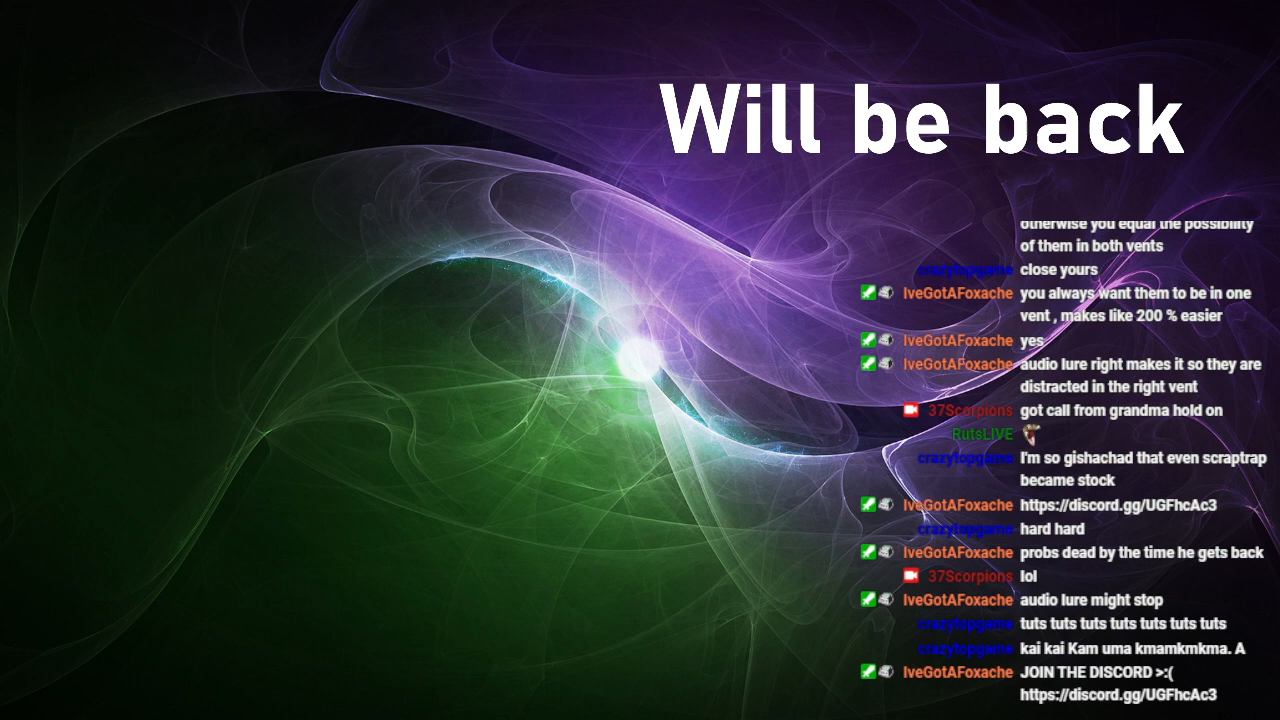 Will be back
otherwise you equal the possibility
of them in both vents
crazytopgame close yours
IveGotAFoxache you always want them to be in one
vent , makes like 200 % easier
IveGotAFoxache yes
IveGotAFoxache audio lure right makes it so they are
distracted in the right vent
37Scorpions got call from grandma hold on
RutsLIVE
crazytopgame I'm so gishachad that even scraptrap
became stock
IveGotAFoxache https://discord.gg/UGFhcAc3
crazytopgame hard hard
IveGotAFoxache probs dead by the time he gets back
37Scorpions lol
IveGotAFoxache audio lure might stop
crazytopgame tuts tuts tuts tuts tuts tuts tuts
crazytopgame kai kai Kam uma kmamkmkma. A
IveGotAFoxache JOIN THE DISCORD >:(
https://discord.gg/UGFhcAc3